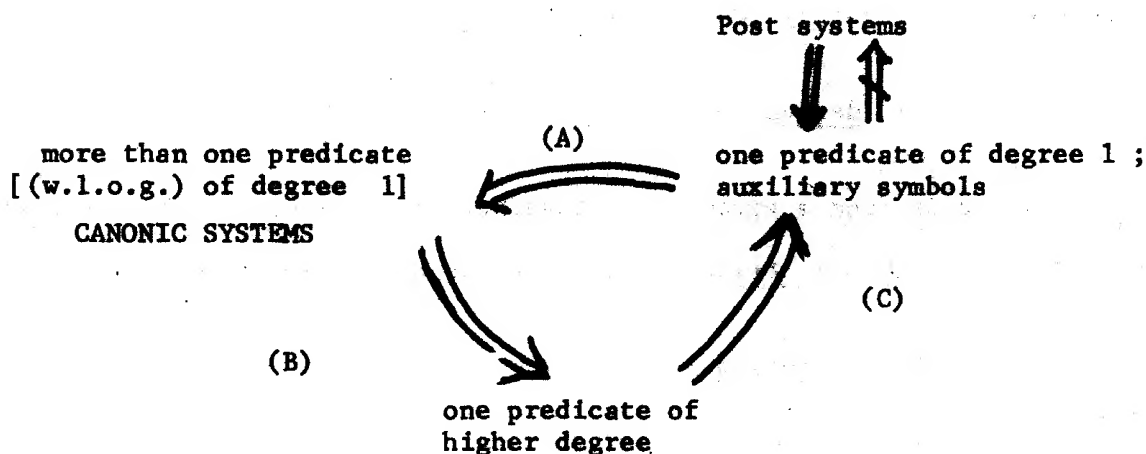 Post systems
(A)
more than one predicate
[(w.l.o.g.) of degree 1]
CANONIC SYSTEMS
one predicate of degree 1 ;
auxiliary symbols
(B)
(C)
one predicate of
higher degree